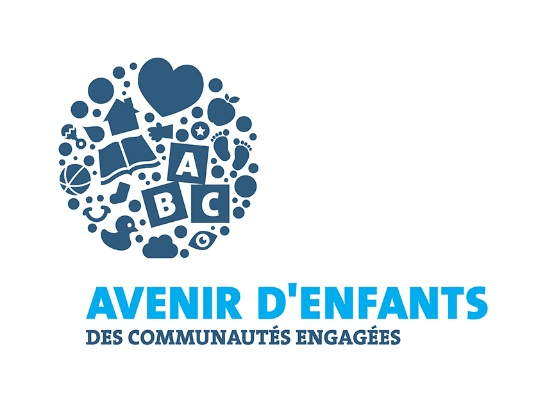 A
B C
AVENIR D'ENFANTS
DES COMMUNAUTÉS ENGAGÉES